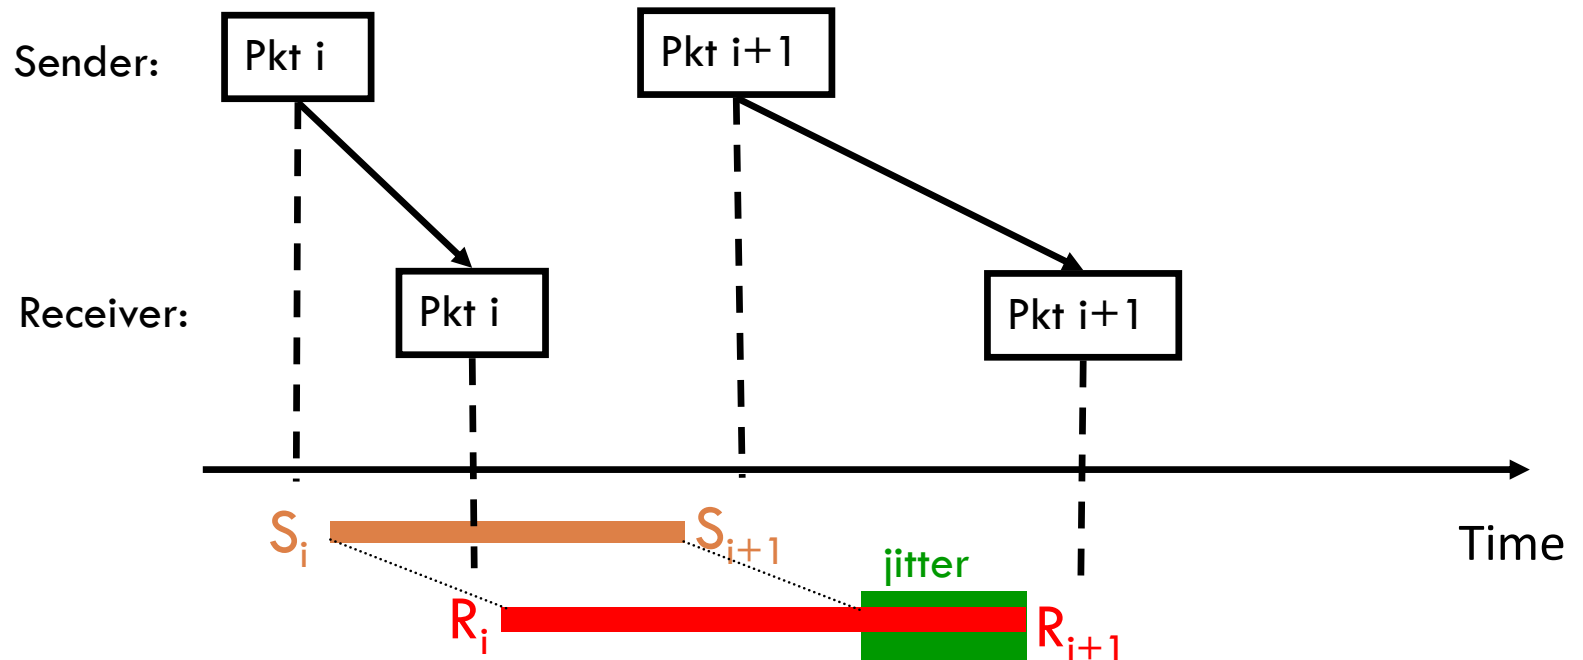 Sender:
Pkt i
Pkt i+1
Receiver:
Pkt i
Pkt i+1
Si
Si+1
Time
jitter
Ri
Ri+1